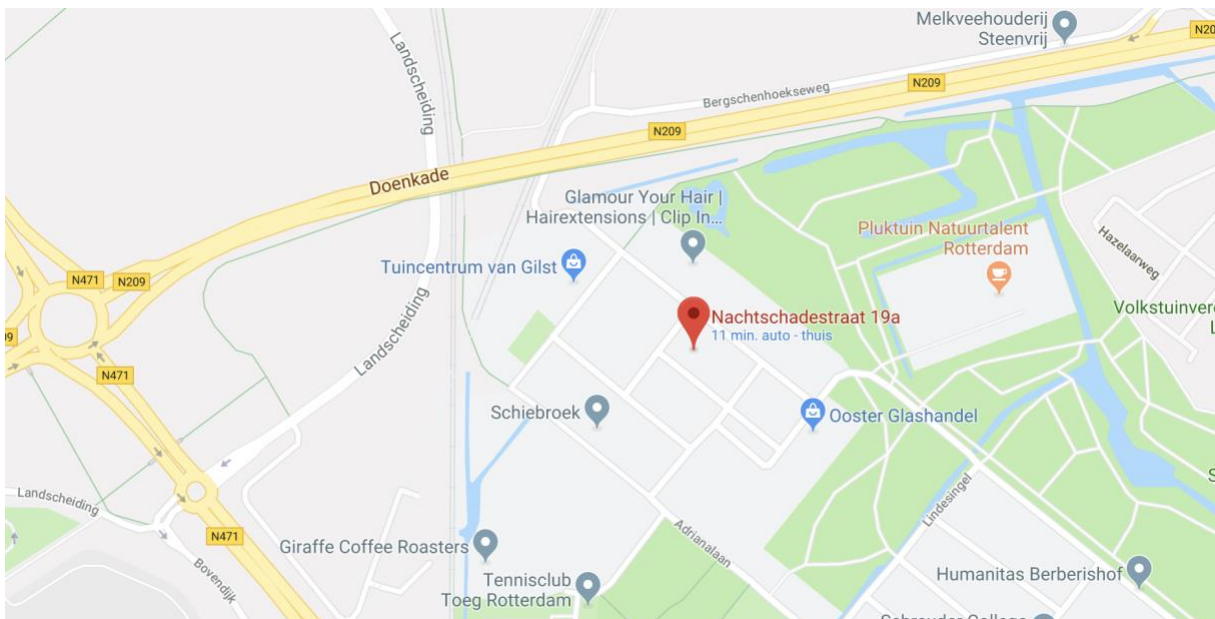 Melkveehouderij
Steenvrij
N20
Landscheiding
N209
Bergschenhoekseweg
N209
Doenkade
Glamour Your Hair |
Hairextensions | Clip In...
Pluktuin Natuurtalent
Rotterdam
Hazelaarweg
Tuincentrum van Gilst
N471
N209
Landscheiding
Nachtschadestraat 19a
11 min. auto - thuis
Volkstuinver
L
09
N471
Schiebroek
Ooster Glashandel
Landscheiding
Lindesingel
S
N471
Adrianalaan
Giraffe Coffee Roasters
Bovendijk
Tennisclub
Toeg Rotterdam
Humanitas Berberishof